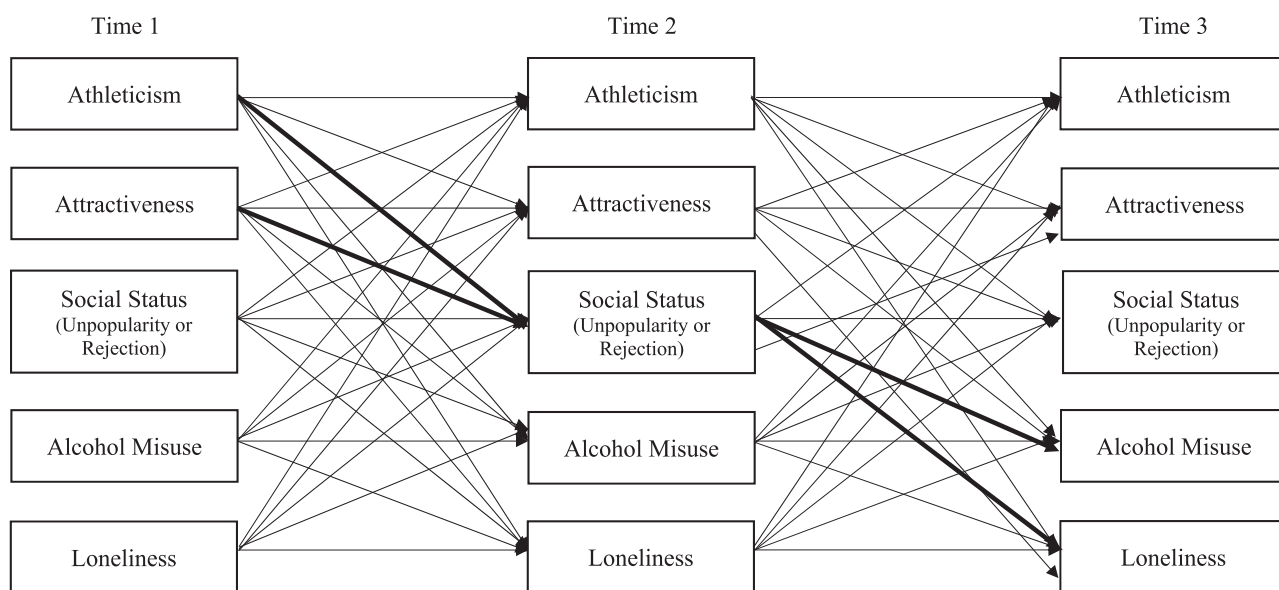 Time 1
Time 2
Time 3
Athleticism
Athleticism
Athleticism
Attractiveness
Attractiveness
Attractiveness
Social Status
(Unpopularity or
Rejection)
Social Status
(Unpopularity or
Rejection)
Social Status
(Unpopularity or
Rejection)
Alcohol Misuse
Alcohol Misuse
Alcohol Misuse
Loneliness
Loneliness
Loneliness